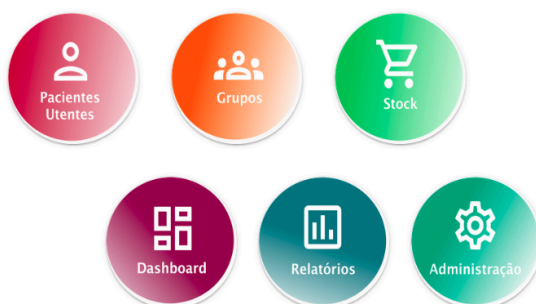 Pacientes
Utentes
Grupos
Stock
Dashboard
Relatórios
Administração